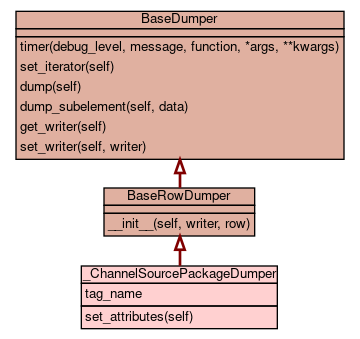 BaseDumper
timer(debug_level, message, function, *args, **kwargs)
set_iterator(self)
dump(self)
dump_subelement(self, data)
get_writer(self)
set_writer(self, writer)
BaseRowDumper
__init__(self, writer, row)
_ChannelSourcePackageDumper
tag_name
set_attributes(self)